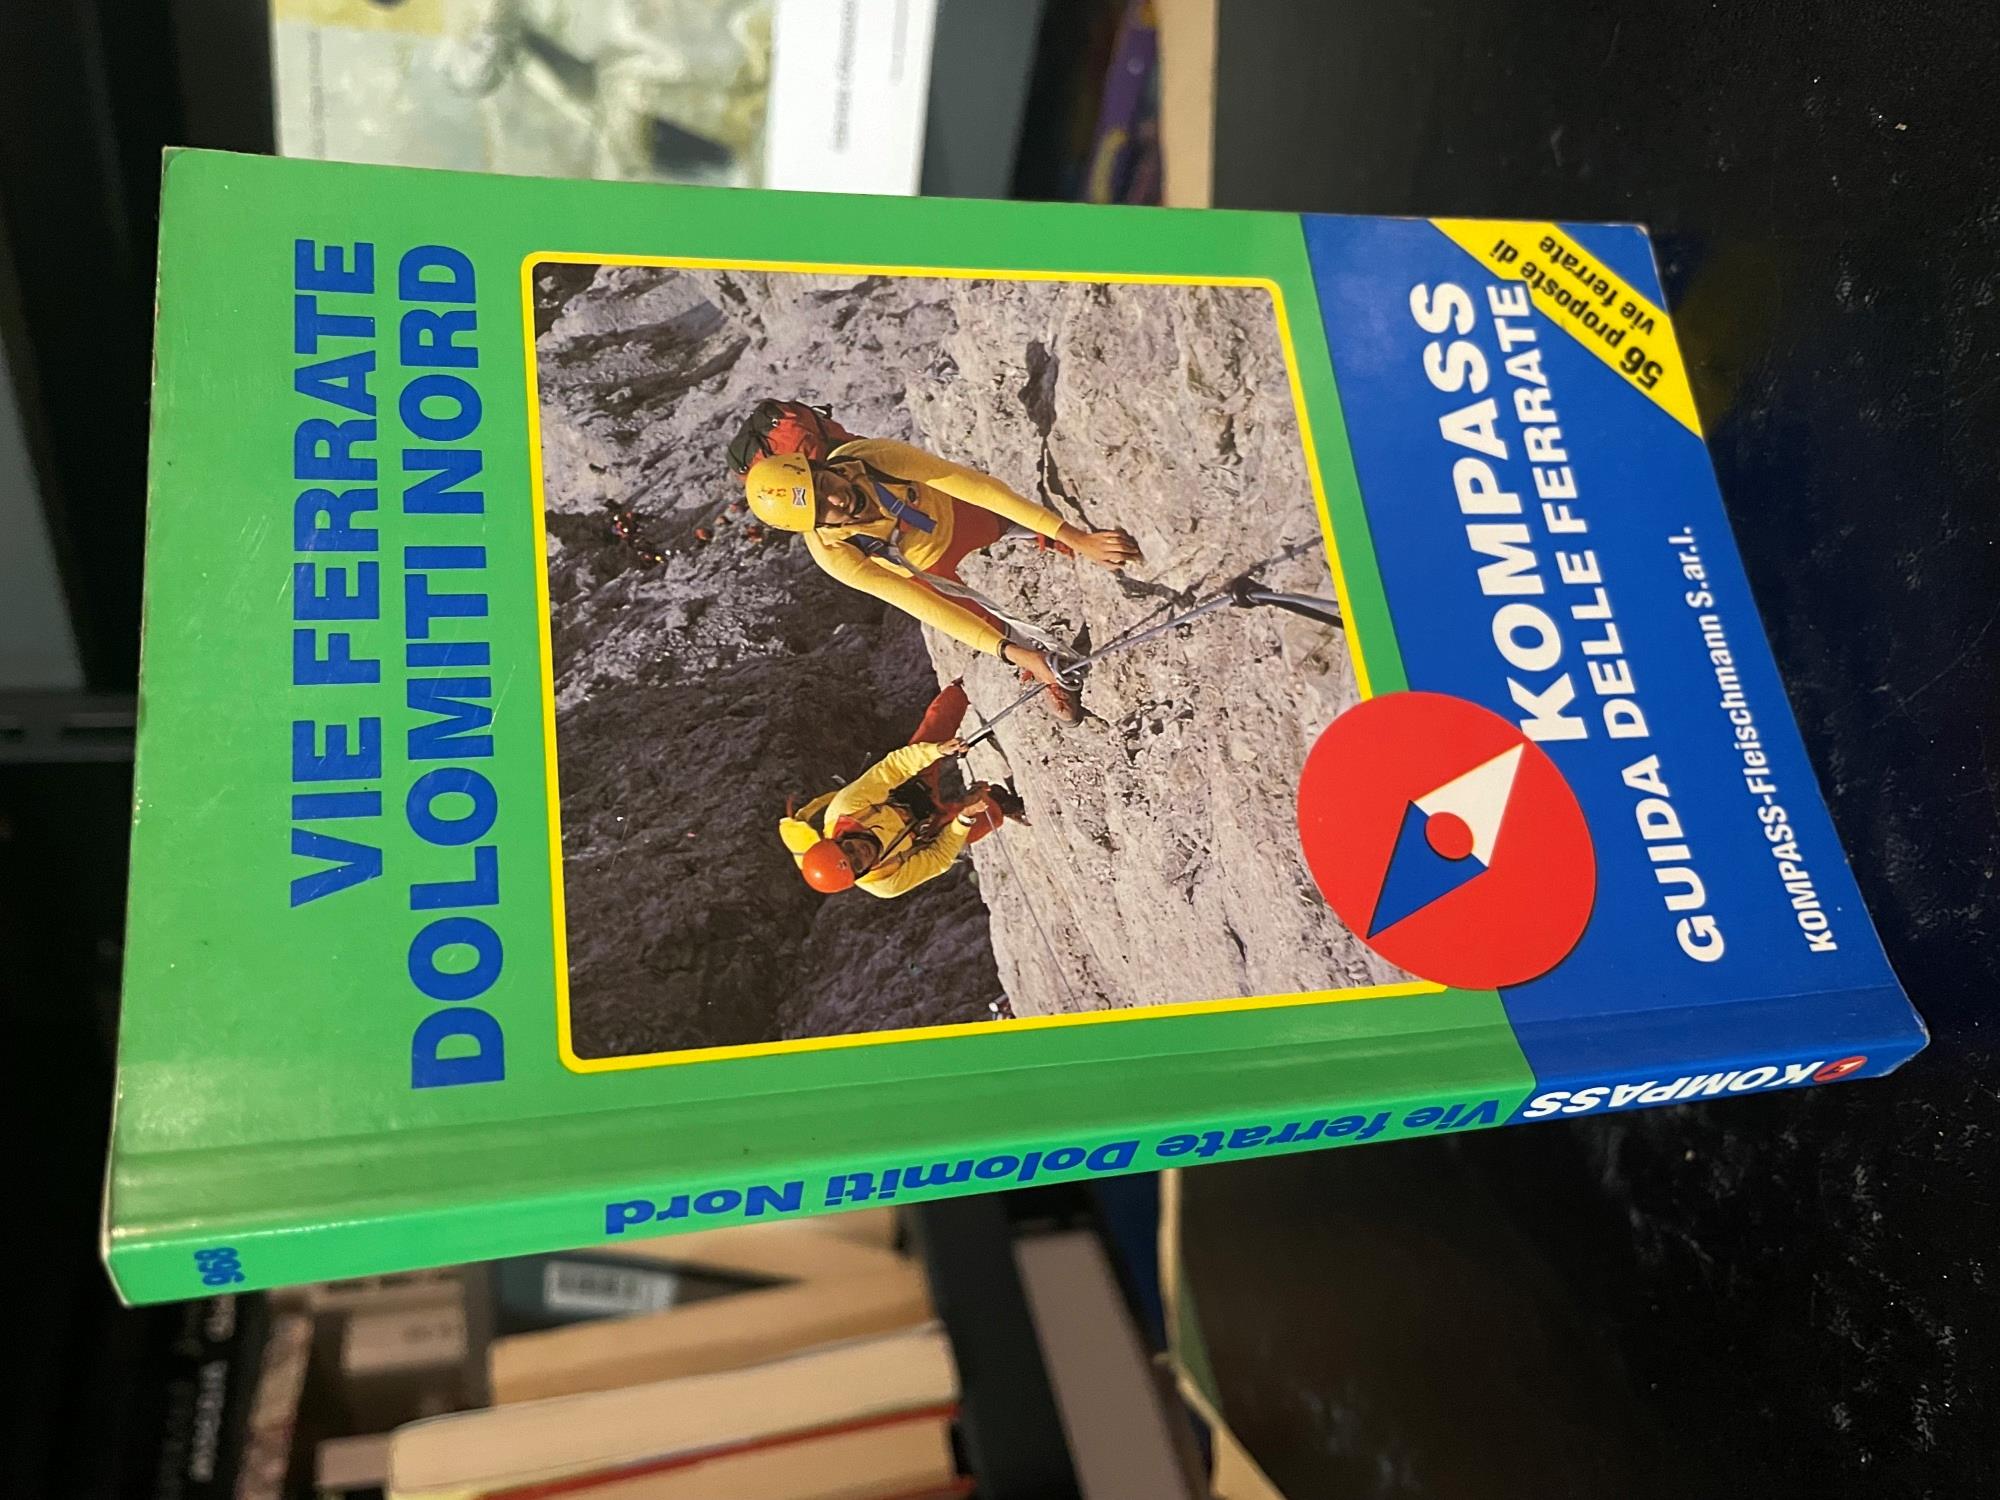 VIE FERRATE
DOLOMITI NORD
56 proposte di
vie ferrate
KOMPASS
GUIDA DELLE FERRATE
KOMPASS-Fleischmann S.ar.l.
KOMPASS
Vie ferrate Dolomiti Nord
968